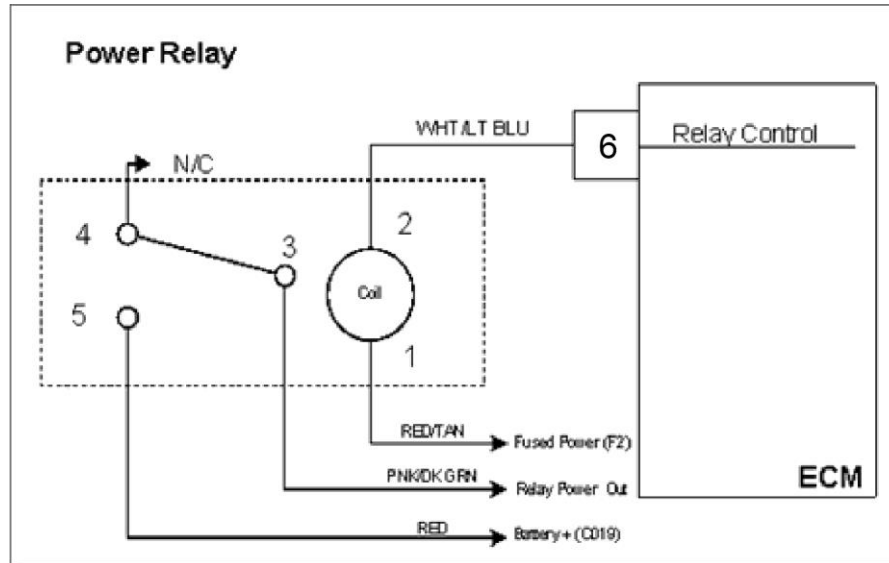 Power Relay
WHT/LT BLU
6
Relay Control
N/C
4
3
2
5
Coil
1
RED/TAN
Fused Power (F2)
PNK/DK GRN
Relay Power Out
ECM
RED
Battery + (C019)